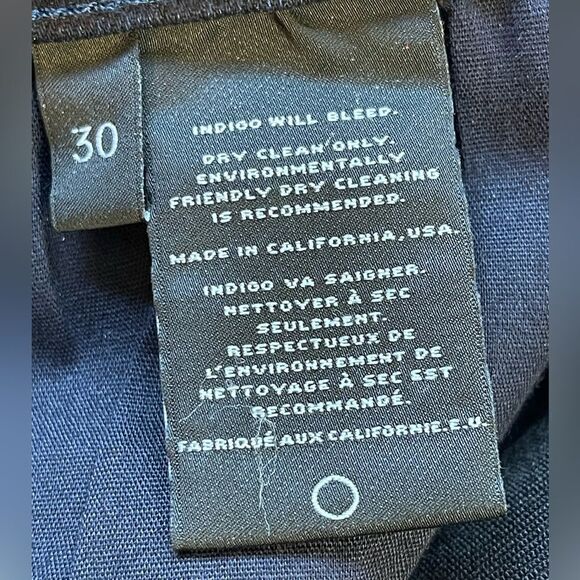 30
INDIGO WILL BLEED.
DRY CLEAN ONLY.
ENVIRONMENTALLY
FRIENDLY DRY CLEANING
IS RECOMMENDED.
MADE IN CALIFORNIA, USA.
INDIGO VA SAIGNER.
NETTOYER À SEC
SEULEMENT.
RESPECTUEUX DE
L'ENVIRONNEMENT DE
NETTOYAGE À SEC EST
RECOMMANDÉ.
FABRIQUÉ AUX CALIFORNIE.E.U.